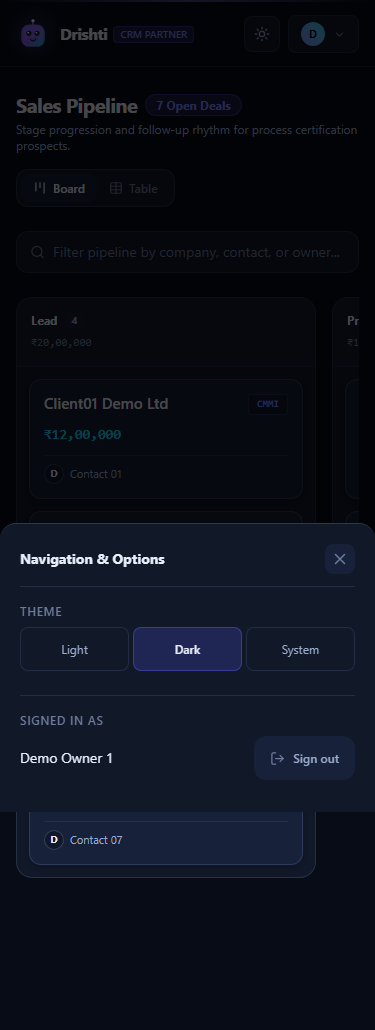 Drishti CRM PARTNER D
Sales Pipeline 7 Open Deals
Stage progression and follow-up rhythm for process certification
prospects.
Board Table
Filter pipeline by company, contact, or owner...
Lead 4 Pr
₹20,00,000 ₹1
Client01 Demo Ltd CMMI
₹12,00,000
D Contact 01
Navigation & Options
THEME
Light Dark System
SIGNED IN AS
Demo Owner 1 Sign out
D Contact 07